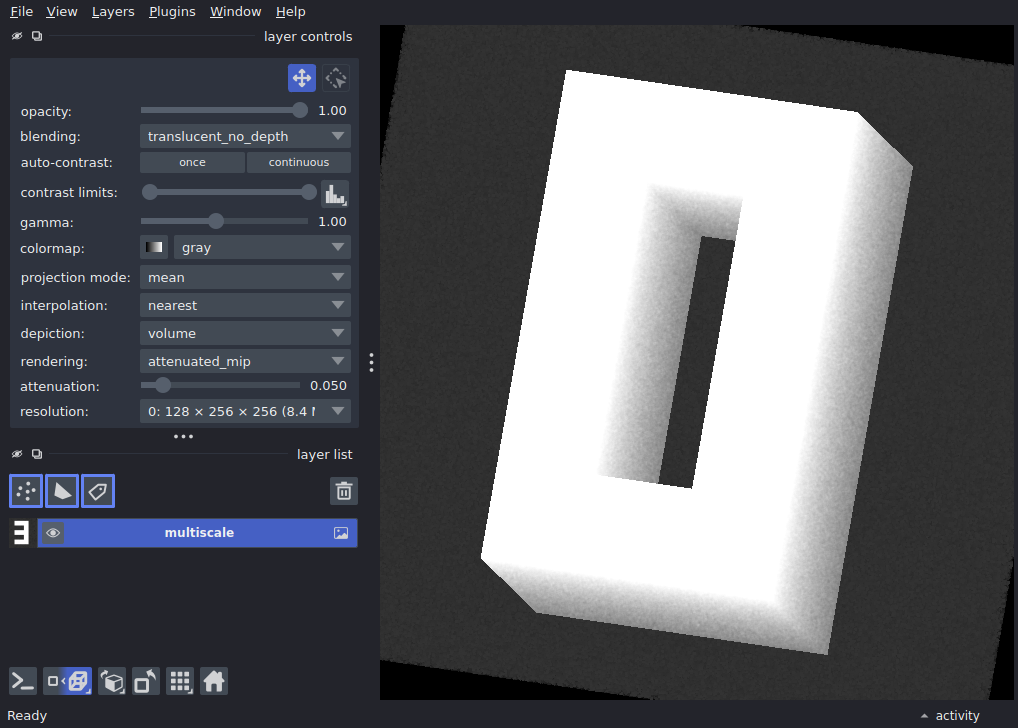 File View Layers Plugins Window Help
layer controls
opacity: 1.00
blending: translucent_no_depth
auto-contrast: once continuous
contrast limits:
gamma: 1.00
colormap: gray
projection mode: mean
interpolation: nearest
depiction: volume
rendering: attenuated_mip
attenuation: 0.050
resolution: 0: 128 × 256 × 256 (8.4
layer list
multiscale
Ready activity